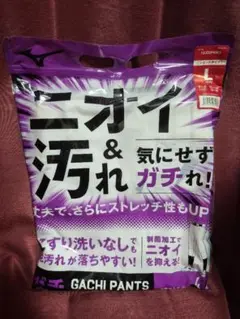 L
ニオイ
&
汚れ
気にせず
ガチれ!
丈夫で、さらにストレッチ性もUP
すり洗いなしでも
汚れが落ちやすい!
制菌加工で
ニオイ
を抑える!
ガチ GACHI PANTS